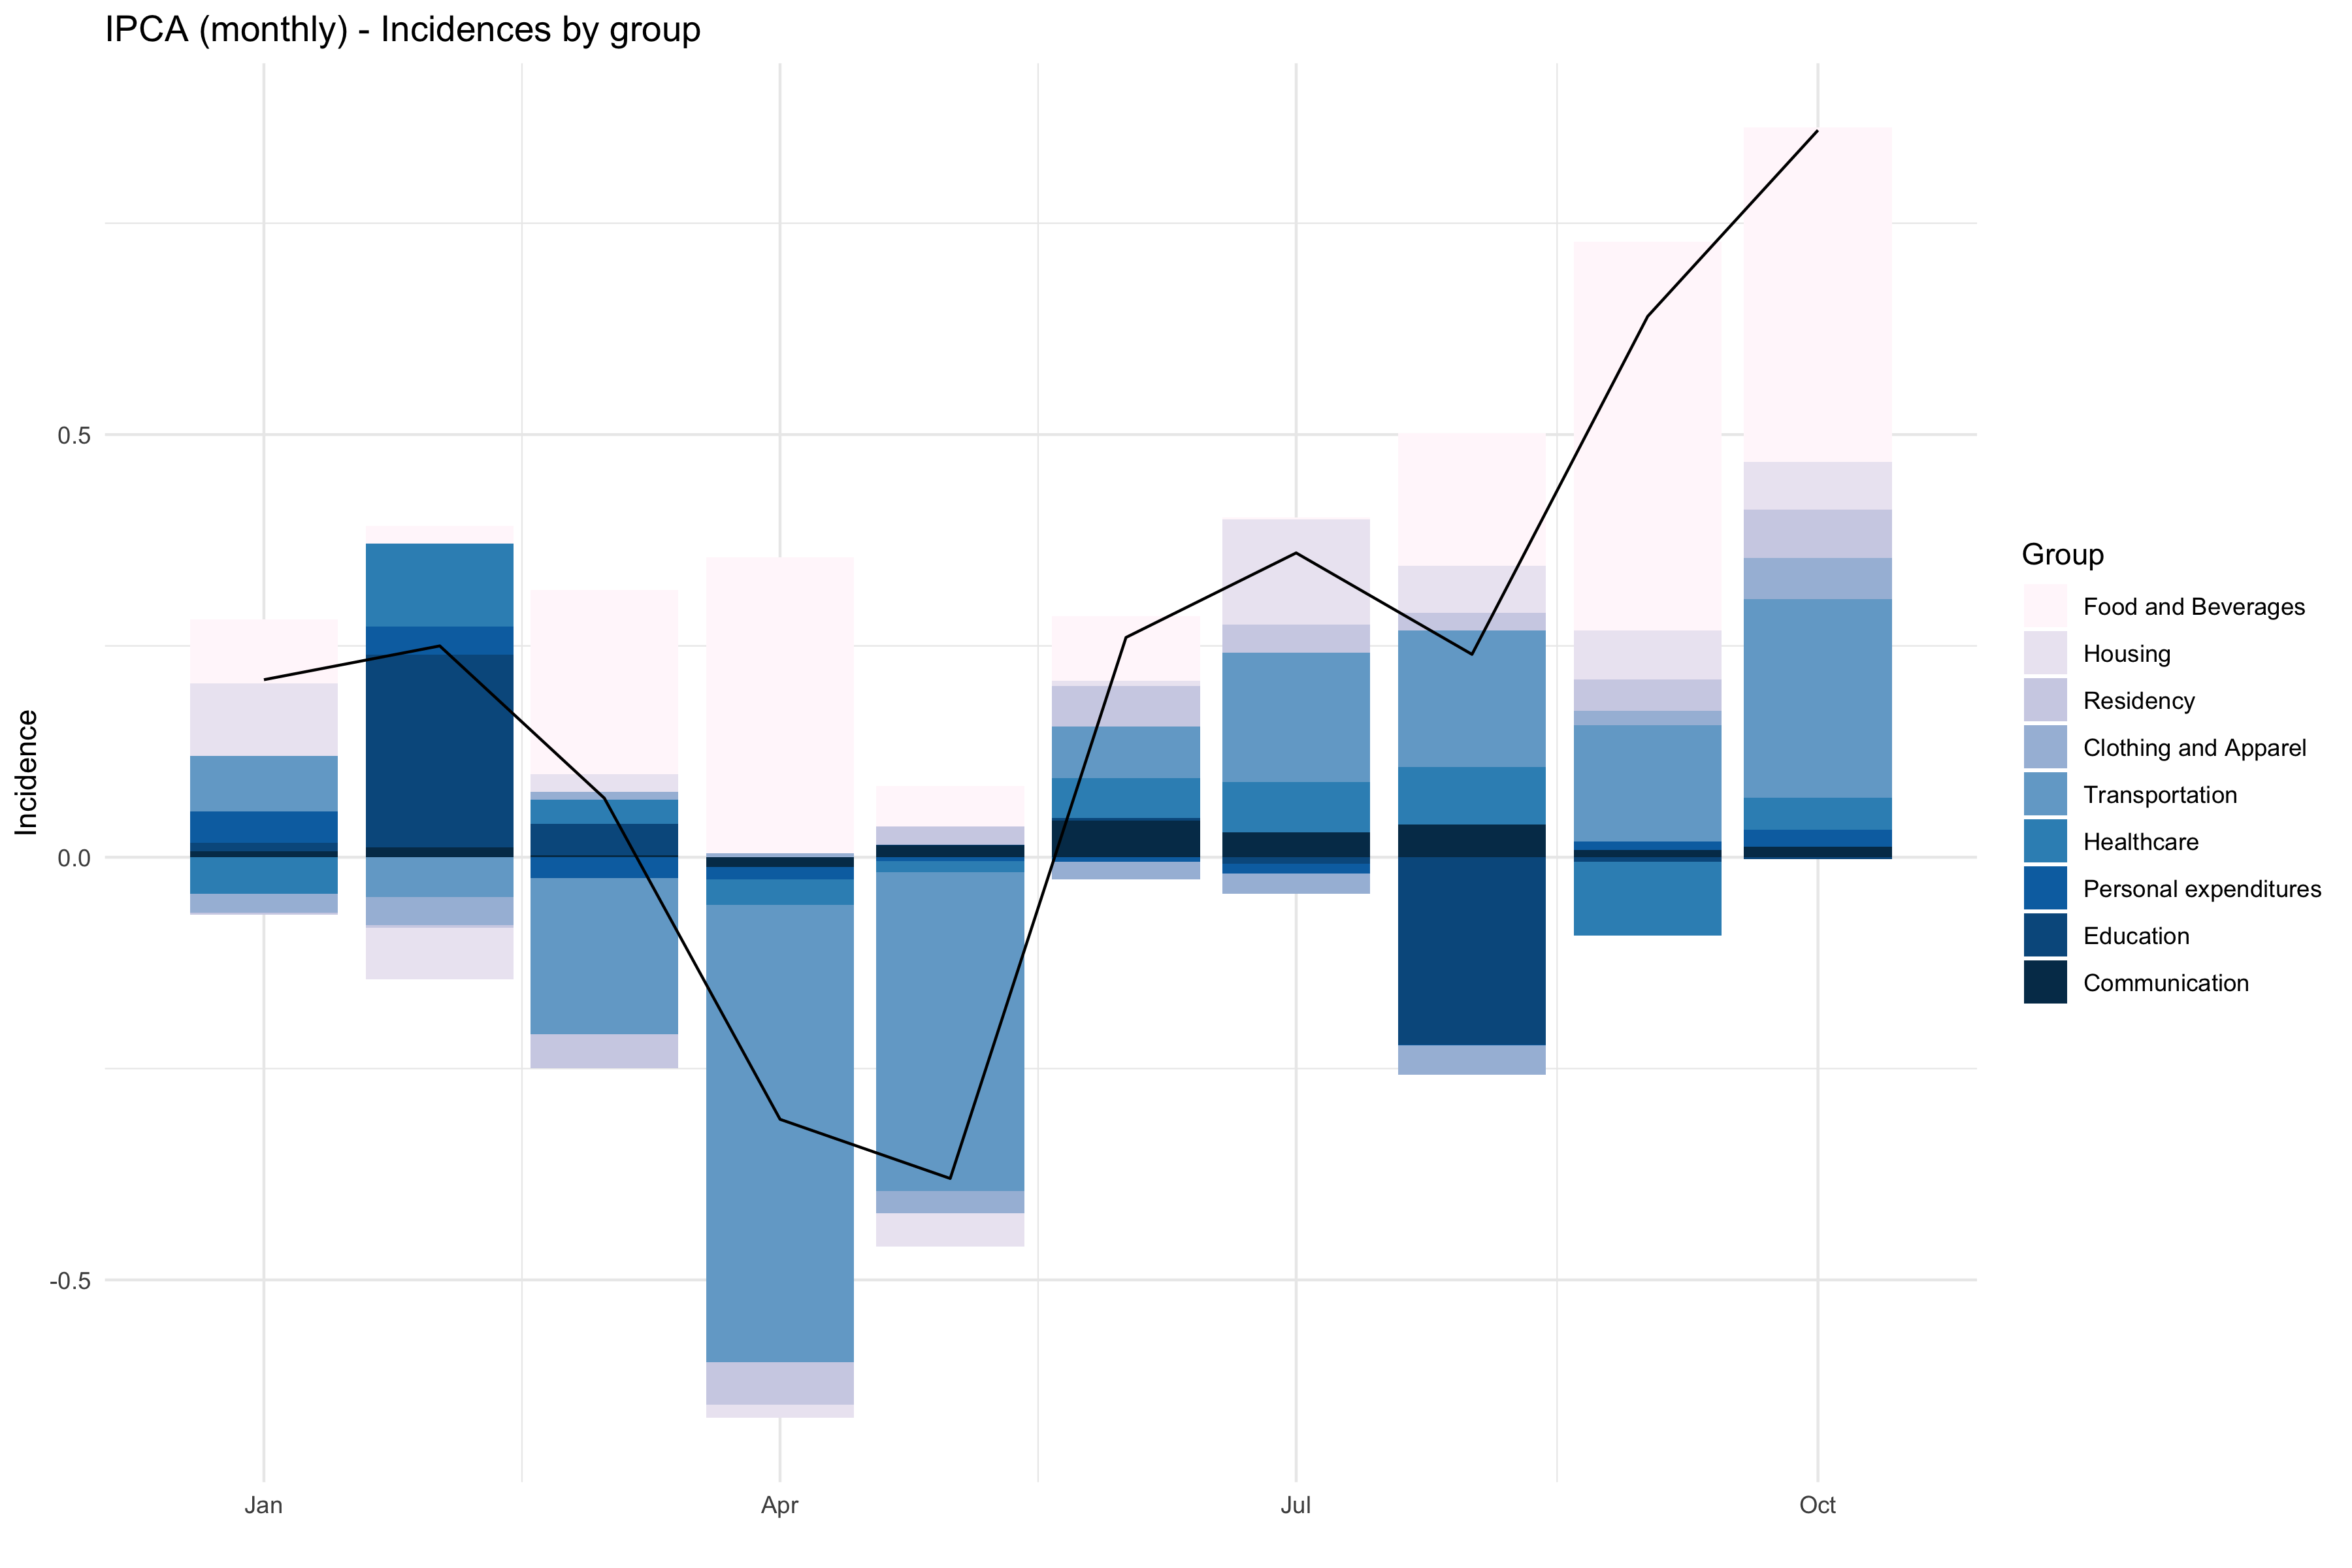 IPCA (monthly) - Incidences by group
Incidence
0.5
0.0
-0.5
Jan
Apr
Jul
Oct
Group
Food and Beverages
Housing
Residency
Clothing and Apparel
Transportation
Healthcare
Personal expenditures
Education
Communication